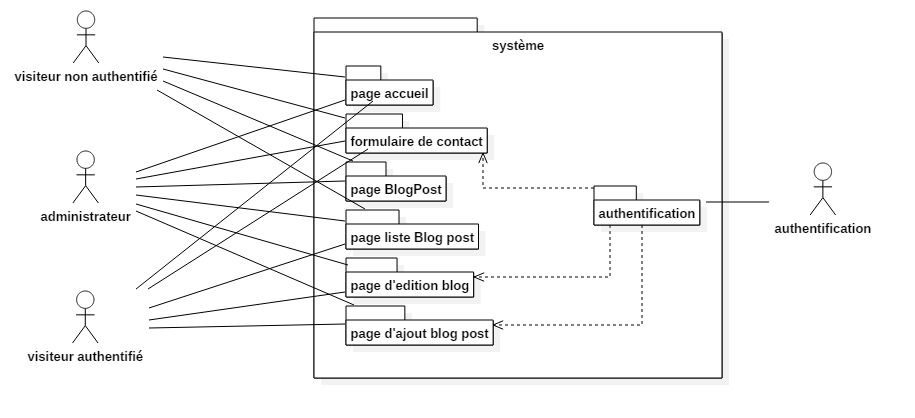 système
visiteur non authentifié
page accueil
formulaire de contact
page BlogPost
administrateur
authentification
authentification
page liste Blog post
page d'edition blog
page d'ajout blog post
visiteur authentifié